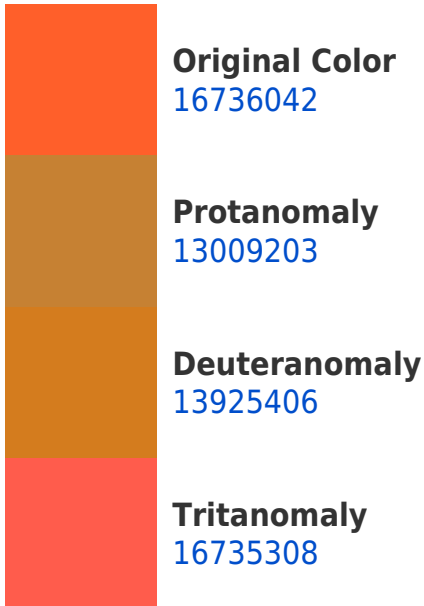 Original Color
16736042
Protanomaly
13009203
Deuteranomaly
13925406
Tritanomaly
16735308